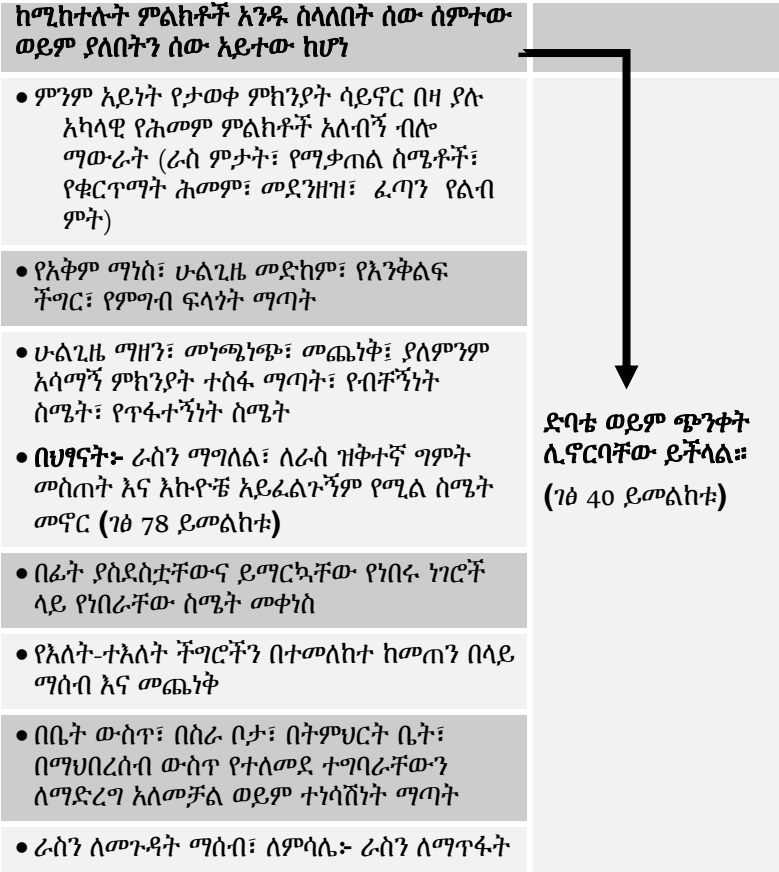 ከሚከተሉት ምልክቶች አንዱ ስላለበት ሰው ሰምተው
ወይም ያለበትን ሰው አይተው ከሆነ
• ምንም አይነት የታወቀ ምክንያት ሳይኖር በዛ ያሉ
አካላዊ የሕመም ምልክቶች አለብኝ ብሎ
ማውራት (ራስ ምታት፣ የማቃጠል ስሜቶች፣
የቁርጥማት ሕመም፣ መደንዘዝ፣ ፈጣን የልብ
ምት)
• የአቅም ማነስ፣ ሁልጊዜ መድከም፣ የእንቅልፍ
ችግር፣ የምግብ ፍላጎት ማጣት
• ሁልጊዜ ማዘን፣ መነጫነጭ፣ መጨነቅ፤ ያለምንም
አሳማኝ ምክንያት ተስፋ ማጣት፣ የብቸኝነት
ስሜት፣ የጥፋተኝነት ስሜት
• በህፃናት፦ ራስን ማግለል፣ ለራስ ዝቅተኛ ግምት
መስጠት እና እኩዮቼ አይፈልጉኝም የሚል ስሜት
መኖር (ገፅ 78 ይመልከቱ)
• በፊት ያስደስቷቸውና ይማርኳቸው የነበሩ ነገሮች
ላይ የነበራቸው ስሜት መቀነስ
• የእለት-ተእለት ችግሮችን በተመለከተ ከመጠን በላይ
ማሰብ እና መጨነቅ
• በቤት ውስጥ፣ በስራ ቦታ፣ በትምህርት ቤት፣
በማህበረሰብ ውስጥ የተለመደ ተግባራቸውን
ለማድረግ አለመቻል ወይም ተነሳሽነት ማጣት
• ራስን ለመጉዳት ማሰብ፣ ለምሳሌ፦ ራስን ለማጥፋት
ድባቴ ወይም ጭንቀት
ሊኖርባቸው ይችላል።
(ገፅ 40 ይመልከቱ)